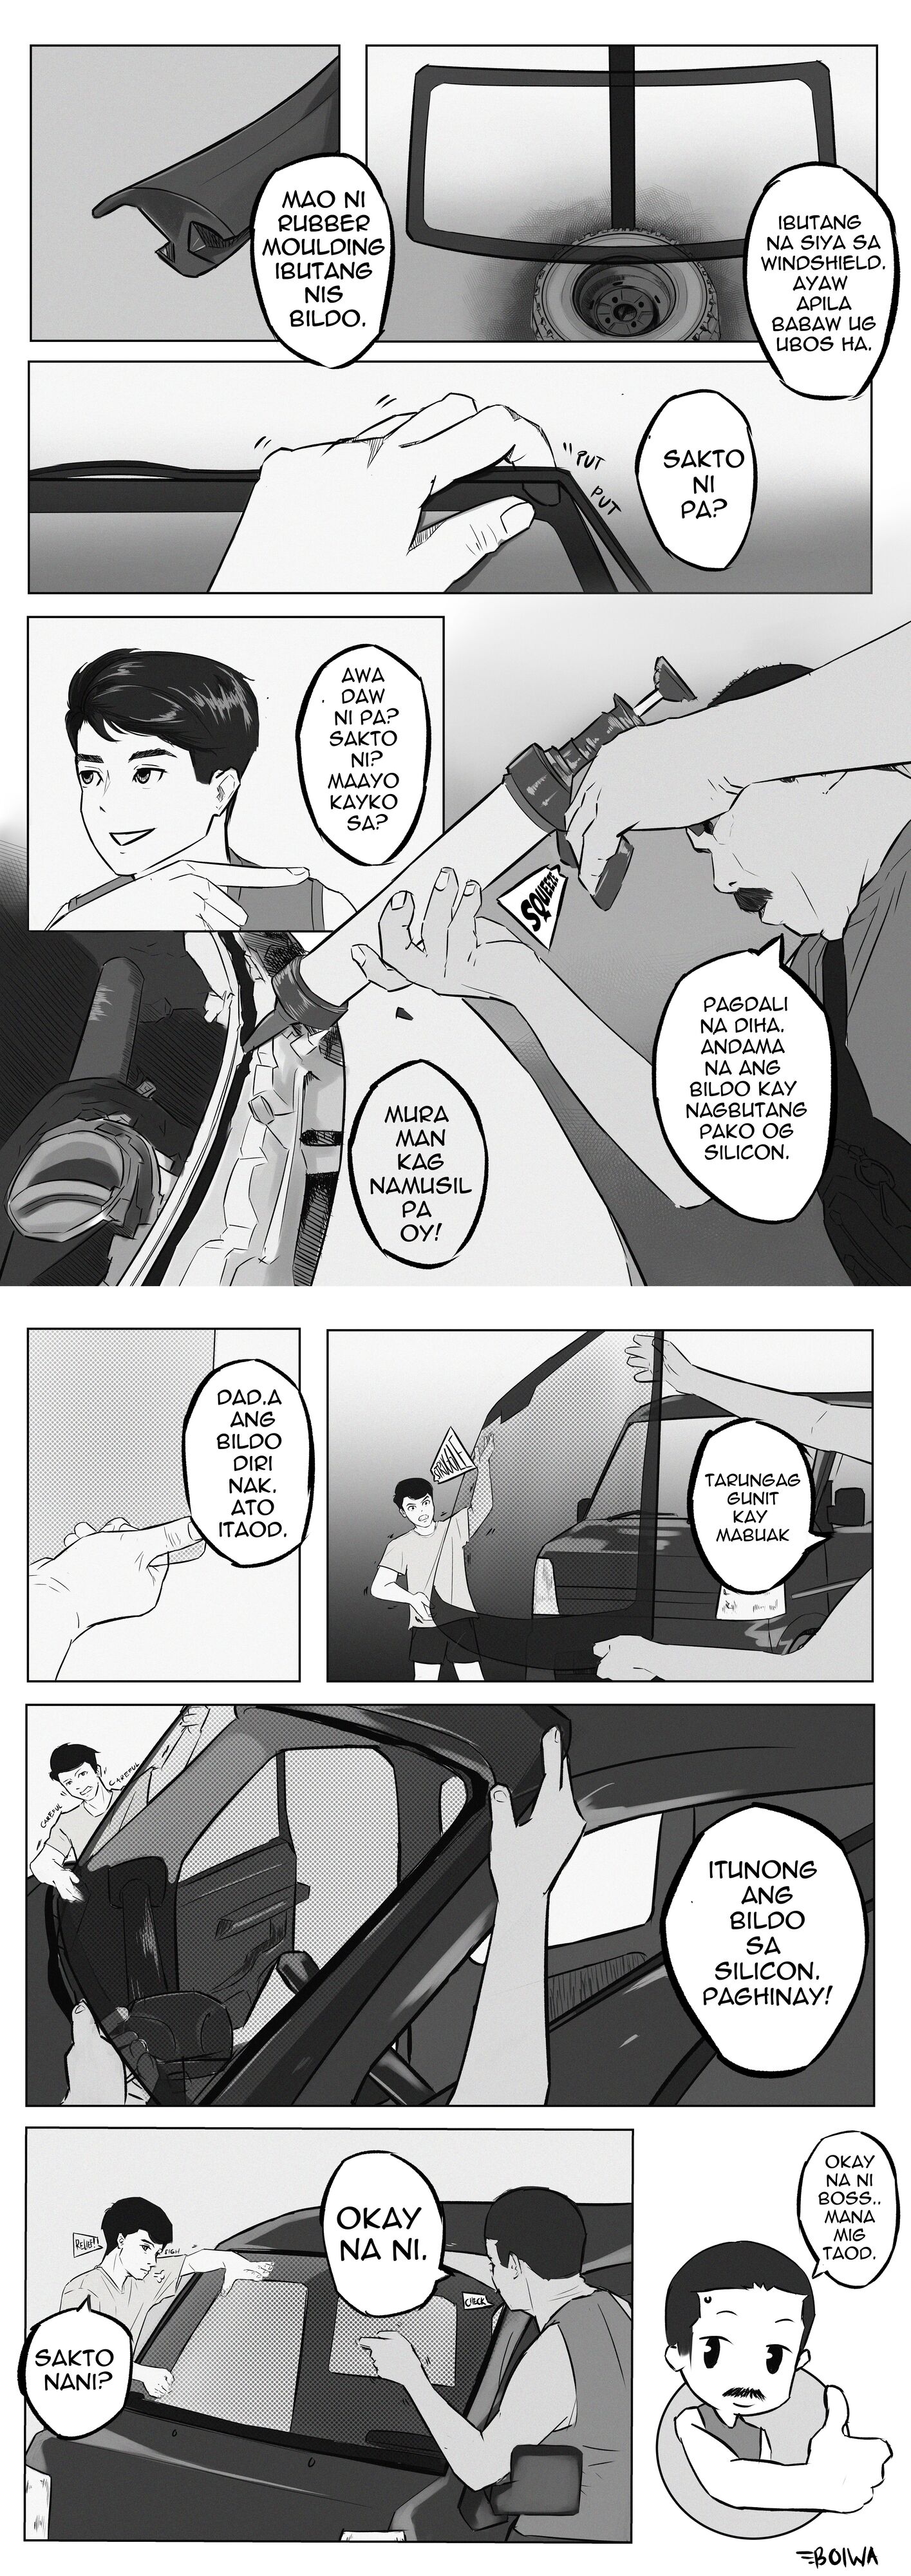 MAO NI
RUBBER
MOULDING
IBUTANG
NIS
BILDO.
IBUTANG
NA SIYA SA
WINDSHIELD.
AYAW
APILA
BABAW UG
UBOS HA.
PUT
PUT
SAKTO
NI
PA?
AWA
DAW
NI PA?
SAKTO
NI?
MAAYO
KAYKO
SA?
SQUEEZE
PAGDALI
NA DIHA.
ANDAMA
NA ANG
BILDO KAY
NAGBUTANG
PAKO OG
SILICON.
MURA
MAN
KAG
NAMUSIL
PA
OY!
DAD.A
ANG
BILDO
DIRI
NAK.
ATO
ITAOD.
STRUGGLE
TARUNGAG
GUNIT
KAY
MABUAK
CAREFUL
CAREFUL
ITUNONG
ANG
BILDO
SA
SILICON.
PAGHINAY!
RELIEF!
SIGH
OKAY
NA NI.
CHECK
SAKTO
NANI?
OKAY
NA NI
BOSS..
MANA
MIG
TAOD.
BOIWA